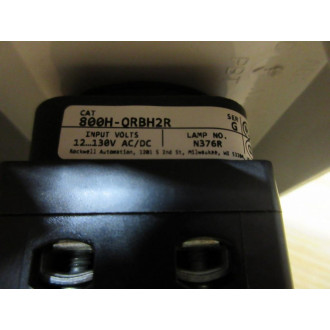 CAT
800H-QRBH2R
SER
G
INPUT VOLTS
LAMP NO.
12...130V AC/DC
N376R
Rockwell Automation, 1201 S 2nd St, Milwaukee, WI